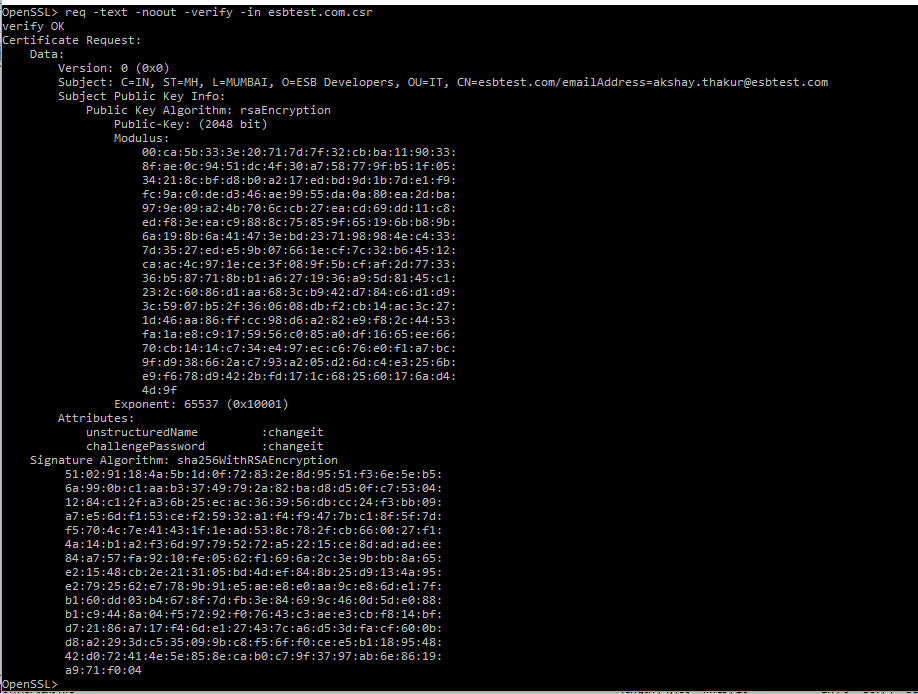 OpenSSL> req -text -noout -verify -in esbtest.com.csr
verify OK
Certificate Request:
    Data:
        Version: 0 (0x0)
        Subject: C=IN, ST=MH, L=MUMBAI, O=ESB Developers, OU=IT, CN=esbtest.com/emailAddress=akshay.thakur@esbtest.com
        Subject Public Key Info:
            Public Key Algorithm: rsaEncryption
                Public-Key: (2048 bit)
                Modulus:
                    00:ca:5b:33:3e:20:71:7d:7f:32:cb:ba:11:90:33:
                    8f:ae:0c:94:51:dc:4f:30:a7:58:77:9f:b5:1f:05:
                    34:21:8c:bf:d8:b0:a2:17:ed:bd:9d:1b:7d:e1:f9:
                    fc:9a:c0:de:d3:46:ae:99:55:da:0a:80:ea:2d:ba:
                    97:9e:09:a2:4b:70:6c:cb:27:ea:cd:69:dd:11:c8:
                    ed:f8:3e:ea:c9:88:8c:75:85:9f:65:19:6b:b8:9b:
                    6a:19:8b:6a:41:47:3e:bd:23:71:98:98:4e:c4:33:
                    7d:35:27:ed:e5:9b:07:66:1e:cf:7c:32:b6:45:12:
                    ca:ac:4c:97:1e:ce:3f:08:9f:5b:cf:af:2d:77:33:
                    36:b5:87:71:8b:b1:a6:27:19:36:a9:5d:81:45:c1:
                    23:2c:60:86:d1:aa:68:3c:b9:42:d7:84:c6:d1:d9:
                    3c:59:07:b5:2f:36:06:08:db:f2:cb:14:ac:3c:27:
                    1d:46:aa:86:ff:cc:98:d6:a2:82:e9:f8:2c:44:53:
                    fa:1a:e8:c9:17:59:56:c0:85:a0:df:16:65:ee:66:
                    70:cb:14:14:c7:34:e4:97:ec:c6:76:e0:f1:a7:bc:
                    9f:d9:38:66:2a:c7:93:a2:05:d2:6d:c4:e3:25:6b:
                    e9:f6:78:d9:42:2b:fd:17:1c:68:25:60:17:6a:d4:
                    4d:9f
                Exponent: 65537 (0x10001)
        Attributes:
            unstructuredName         :changeit
            challengePassword        :changeit
    Signature Algorithm: sha256WithRSAEncryption
         51:02:91:18:4a:5b:1d:0f:72:83:2e:8d:95:51:f3:6e:5e:b5:
         6a:99:0b:c1:aa:b3:37:49:79:2a:82:ba:d8:d5:0f:c7:53:04:
         12:84:c1:2f:a3:6b:25:ec:ac:36:39:56:db:cc:24:f3:bb:09:
         a7:e5:6d:f1:53:ce:f2:59:32:a1:f4:f9:47:7b:c1:8f:5f:7d:
         f5:70:4c:7e:41:43:1f:1e:ad:53:8c:78:2f:cb:66:00:27:f1:
         4a:14:b1:a2:f3:6d:97:79:52:72:a5:22:15:ce:8d:ad:ad:ee:
         84:a7:57:fa:92:10:fe:05:62:f1:69:6a:2c:3e:9b:bb:8a:65:
         e2:15:48:cb:2e:21:31:05:bd:4d:ef:84:8b:25:d9:13:4a:95:
         e2:79:25:62:e7:78:9b:91:e5:ae:e8:e0:aa:9c:e8:6d:e1:7f:
         b1:60:dd:03:b4:67:8f:7d:fb:3e:84:69:9c:46:0d:5d:e0:88:
         b1:c9:44:8a:04:f5:72:92:f0:76:43:c3:ae:e3:cb:f8:14:bf:
         d7:21:86:a7:17:f4:6d:e1:27:43:7c:a6:d5:3d:fa:cf:60:0b:
         d8:a2:29:3d:c5:35:09:9b:c8:f5:6f:f0:ce:e5:b1:18:95:48:
         42:d0:72:41:4e:5e:85:8e:ca:b0:c7:9f:37:97:ab:6e:86:19:
         a9:71:f0:04
OpenSSL>